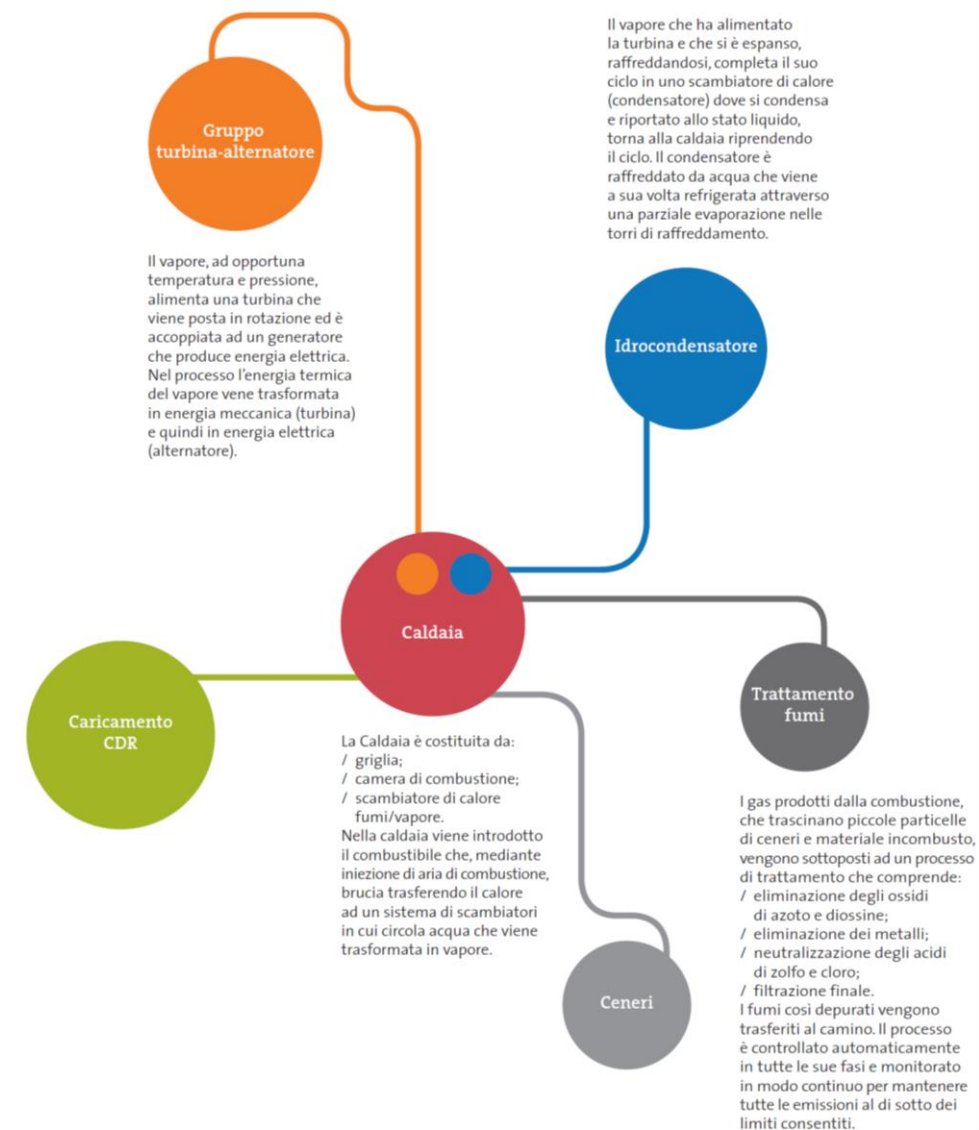 Gruppo
turbina-alternatore
Il vapore, ad opportuna
temperatura e pressione,
alimenta una turbina che
viene posta in rotazione ed è
accoppiata ad un generatore
che produce energia elettrica.
Nel processo l'energia termica
del vapore vene trasformata
in energia meccanica (turbina)
e quindi in energia elettrica
(alternatore).
Il vapore che ha alimentato
la turbina e che si è espanso,
raffreddandosi, completa il suo
ciclo in uno scambiatore di calore
(condensatore) dove si condensa
e riportato allo stato liquido,
torna alla caldaia riprendendo
il ciclo. Il condensatore è
raffreddato da acqua che viene
a sua volta refrigerata attraverso
una parziale evaporazione nelle
torri di raffreddamento.
Idrocondensatore
Caldaia
Caricamento
CDR
La Caldaia è costituita da:
/ griglia;
/ camera di combustione;
/ scambiatore di calore
fumi/vapore.
Nella caldaia viene introdotto
il combustibile che, mediante
iniezione di aria di combustione,
brucia trasferendo il calore
ad un sistema di scambiatori
in cui circola acqua che viene
trasformata in vapore.
Trattamento
fumi
I gas prodotti dalla combustione,
che trascinano piccole particelle
di ceneri e materiale incombusto,
vengono sottoposti ad un processo
di trattamento che comprende:
/ eliminazione degli ossidi
di azoto e diossine;
/ eliminazione dei metalli;
/ neutralizzazione degli acidi
di zolfo e cloro;
/ filtrazione finale.
I fumi così depurati vengono
trasferiti al camino. Il processo
è controllato automaticamente
in tutte le sue fasi e monitorato
in modo continuo per mantenere
tutte le emissioni al di sotto dei
limiti consentiti.
Ceneri